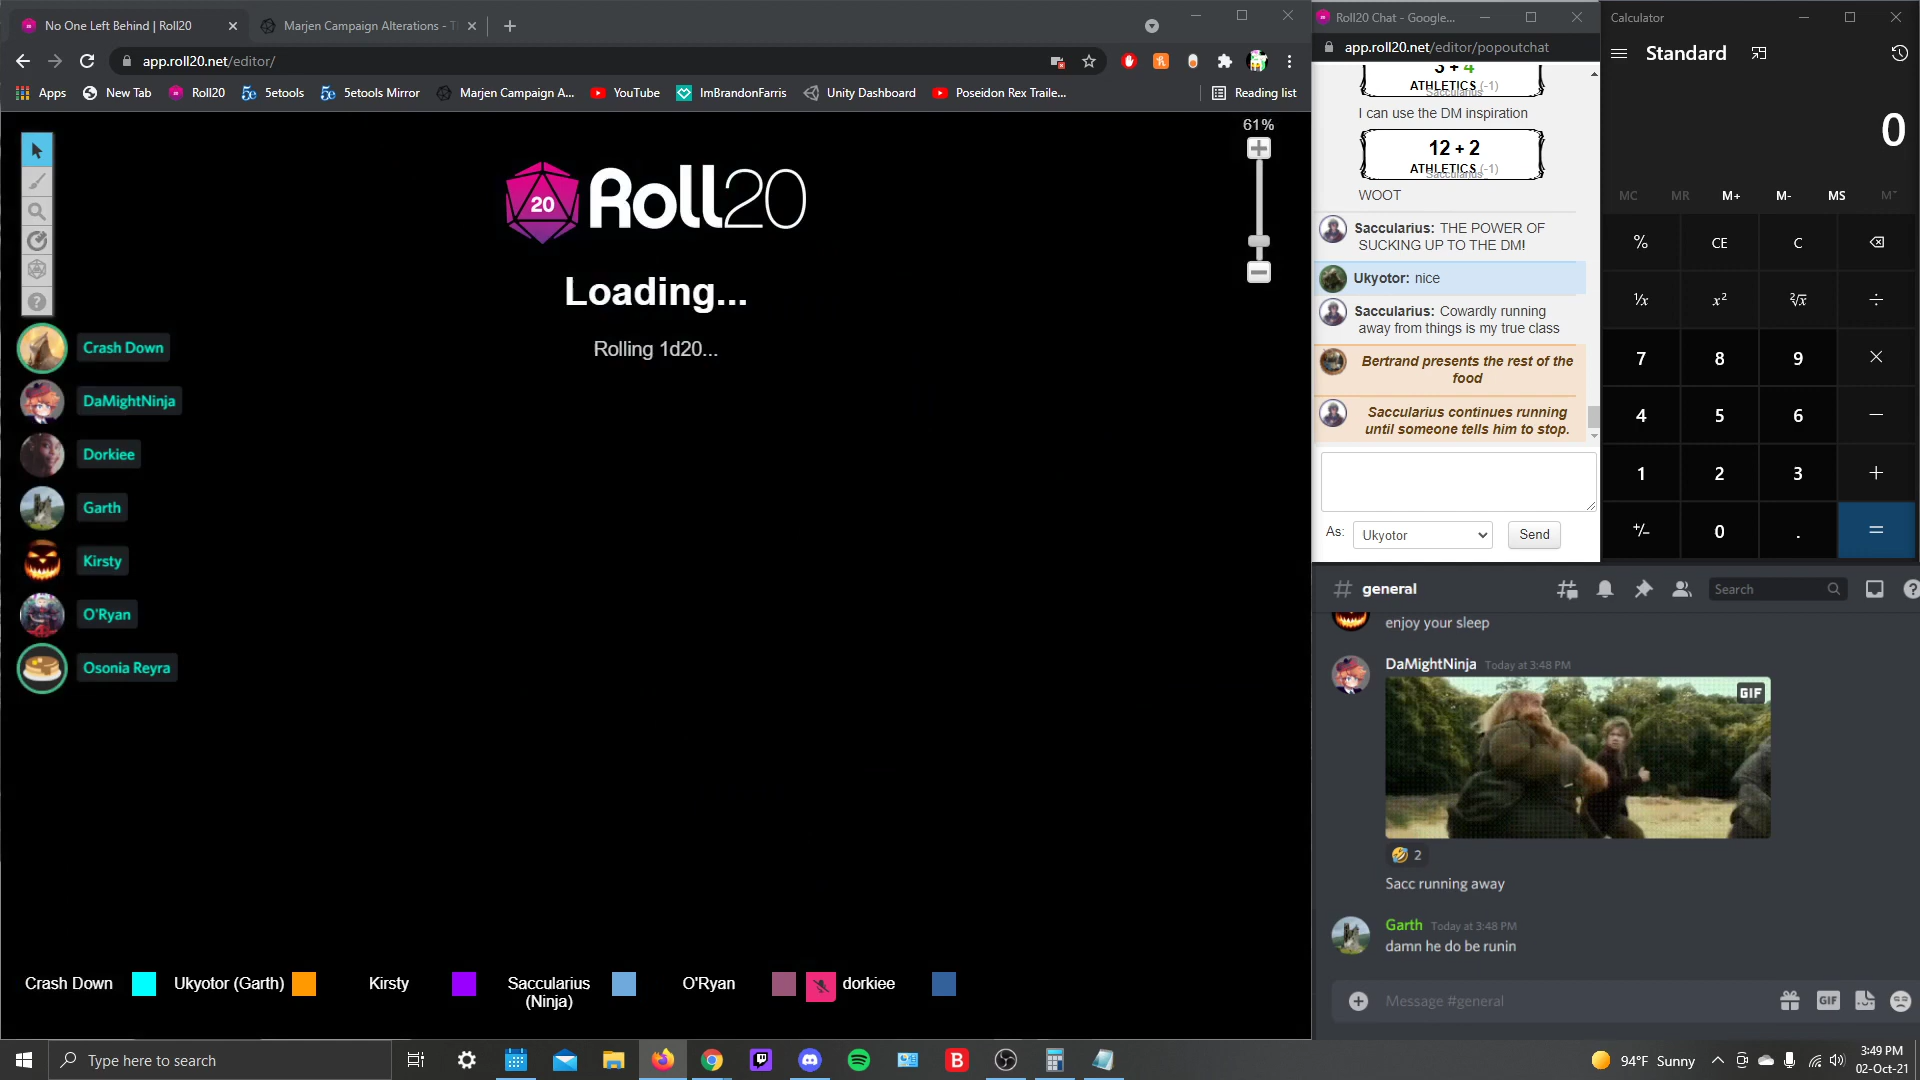 No One Left Behind | Roll20
Marjen Campaign Alterations - T
app.roll20.net/editor/
Apps
New Tab
Roll20
5etools
5etools Mirror
Marjen Campaign A...
YouTube
ImBrandonFarris
Unity Dashboard
Poseidon Rex Traile...
Reading list
61%
20
Roll20
Loading...
Rolling 1d20...
Crash Down
DaMightNinja
Dorkiee
Garth
Kirsty
O'Ryan
Osonia Reyra
Crash Down
Ukyotor (Garth)
Kirsty
Saccularius
(Ninja)
O'Ryan
dorkiee
Roll20 Chat - Google...
app.roll20.net/editor/popoutchat
3 + 4
ATHLETICS (-1)
Saccularius
I can use the DM inspiration
12 + 2
ATHLETICS (-1)
Saccularius
WOOT
Saccularius: THE POWER OF
SUCKING UP TO THE DM!
Ukyotor: nice
Saccularius: Cowardly running
away from things is my true class
Bertrand presents the rest of the
food
Saccularius continues running
until someone tells him to stop.
As:
Ukyotor
Send
Calculator
Standard
0
MC MR M+ M- MS M˅
% CE C
⅟x x² ²√x ÷
7 8 9 ×
4 5 6 −
1 2 3 +
+/- 0 . =
# general
Search
enjoy your sleep
DaMightNinja Today at 3:48 PM
GIF
🤣 2
Sacc running away
Garth Today at 3:48 PM
damn he do be runin
Message #general
GIF
Type here to search
B
94°F Sunny
3:49 PM
02-Oct-21